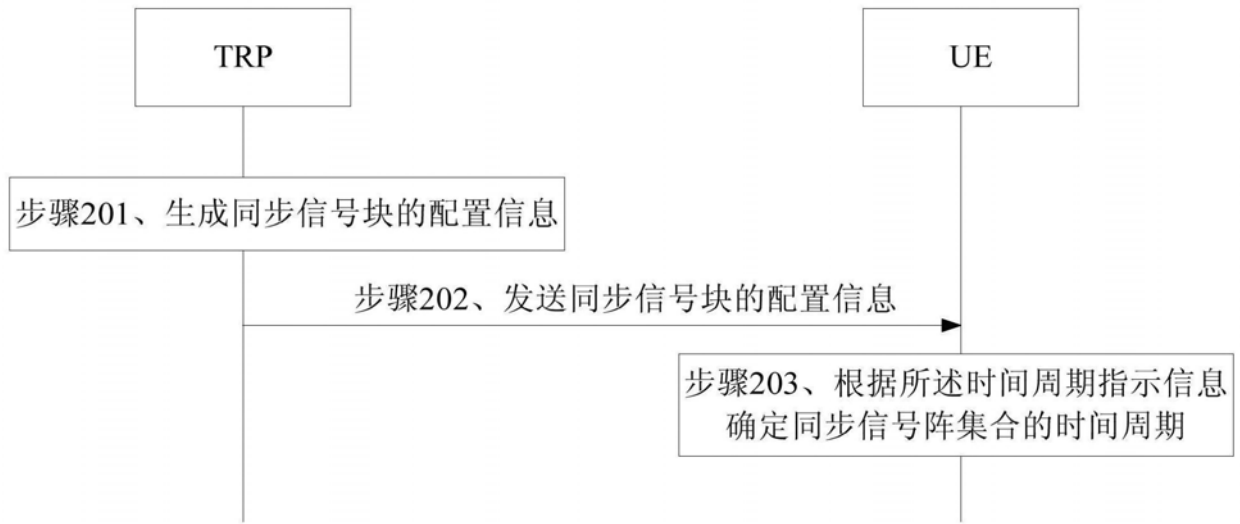 TRP
UE
步骤201、生成同步信号块的配置信息
步骤202、发送同步信号块的配置信息
步骤203、根据所述时间周期指示信息
确定同步信号阵集合的时间周期